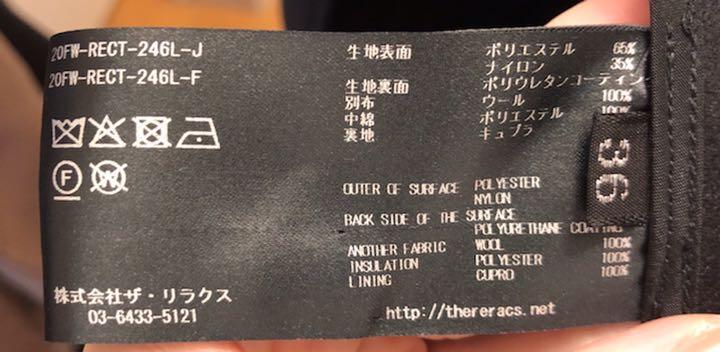 20FW-RECT-246L-J
20FW-RECT-246L-F
生地表面 ポリエステル 65%
ナイロン 35%
生地裏面 ポリウレタンコーティン
別布 ウール 100%
中綿 ポリエステル 100%
裏地 キュプラ
36
F
W
OUTER OF SURFACE POLYESTER
NYLON
BACK SIDE OF THE SURFACE
POLYURETHANE COATING
ANOTHER FABRIC WOOL 100%
INSULATION POLYESTER 100%
LINING CUPRO 100%
株式会社ザ・リラクス
03-6433-5121
http://thereracs.net